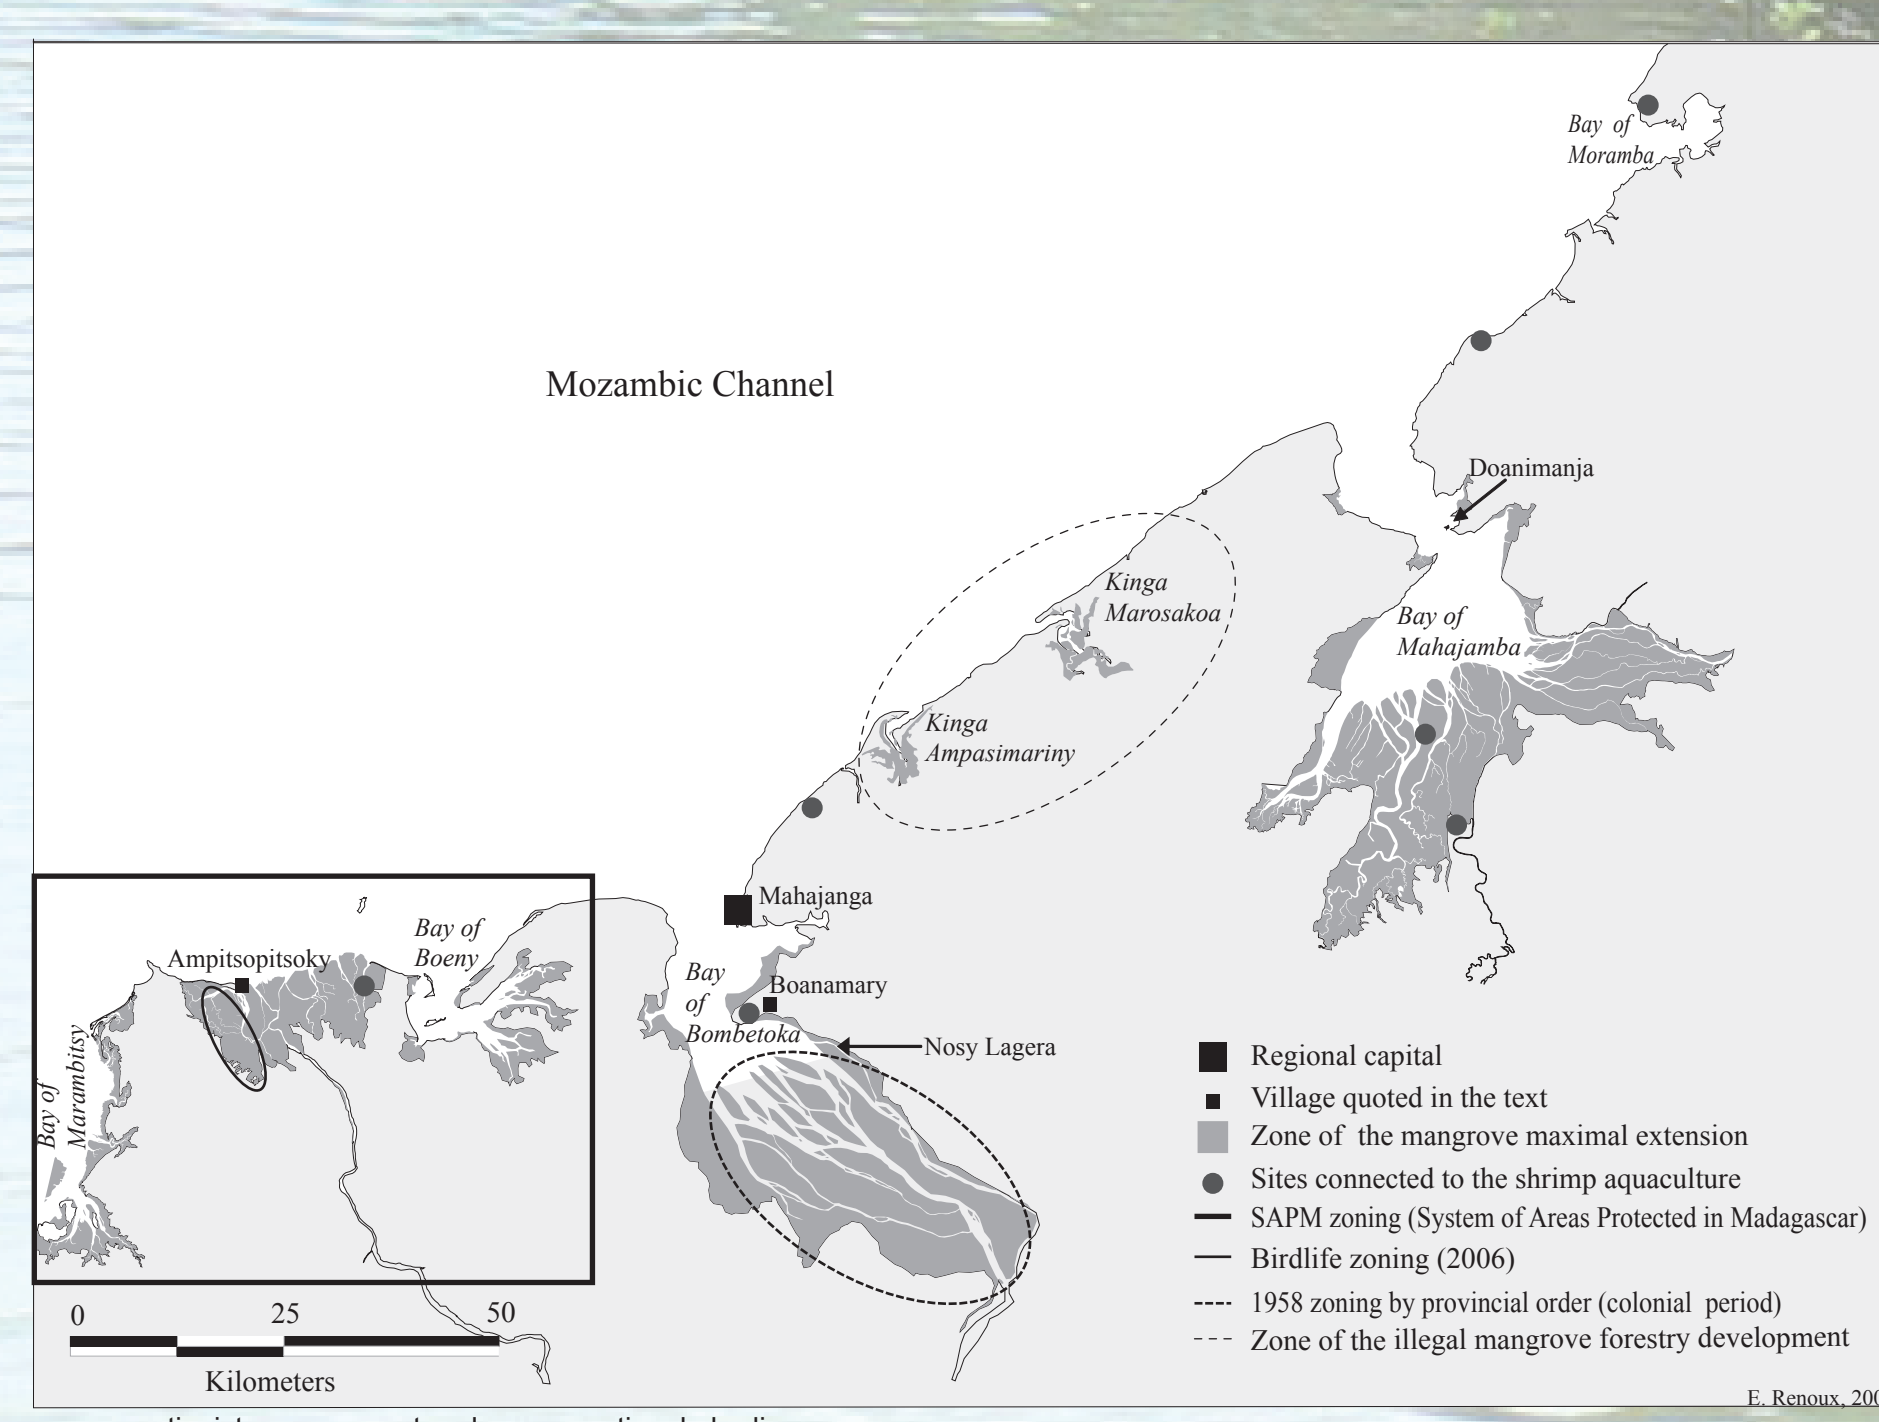 Bay of
Moramba
Mozambic Channel
Doanimanja
Kinga
Marosakoa
Bay of
Mahajamba
Kinga
Ampasimariny
Mahajanga
Bay of
Boeny
Ampitsopitsoky
Bay
of
Bombetoka
Boanamary
Nosy Lagera
Bay of
Marambitsy
Regional capital
Village quoted in the text
Zone of the mangrove maximal extension
Sites connected to the shrimp aquaculture
SAPM zoning (System of Areas Protected in Madagascar)
Birdlife zoning (2006)
1958 zoning by provincial order (colonial period)
Zone of the illegal mangrove forestry development
0 25 50
Kilometers
E. Renoux, 200